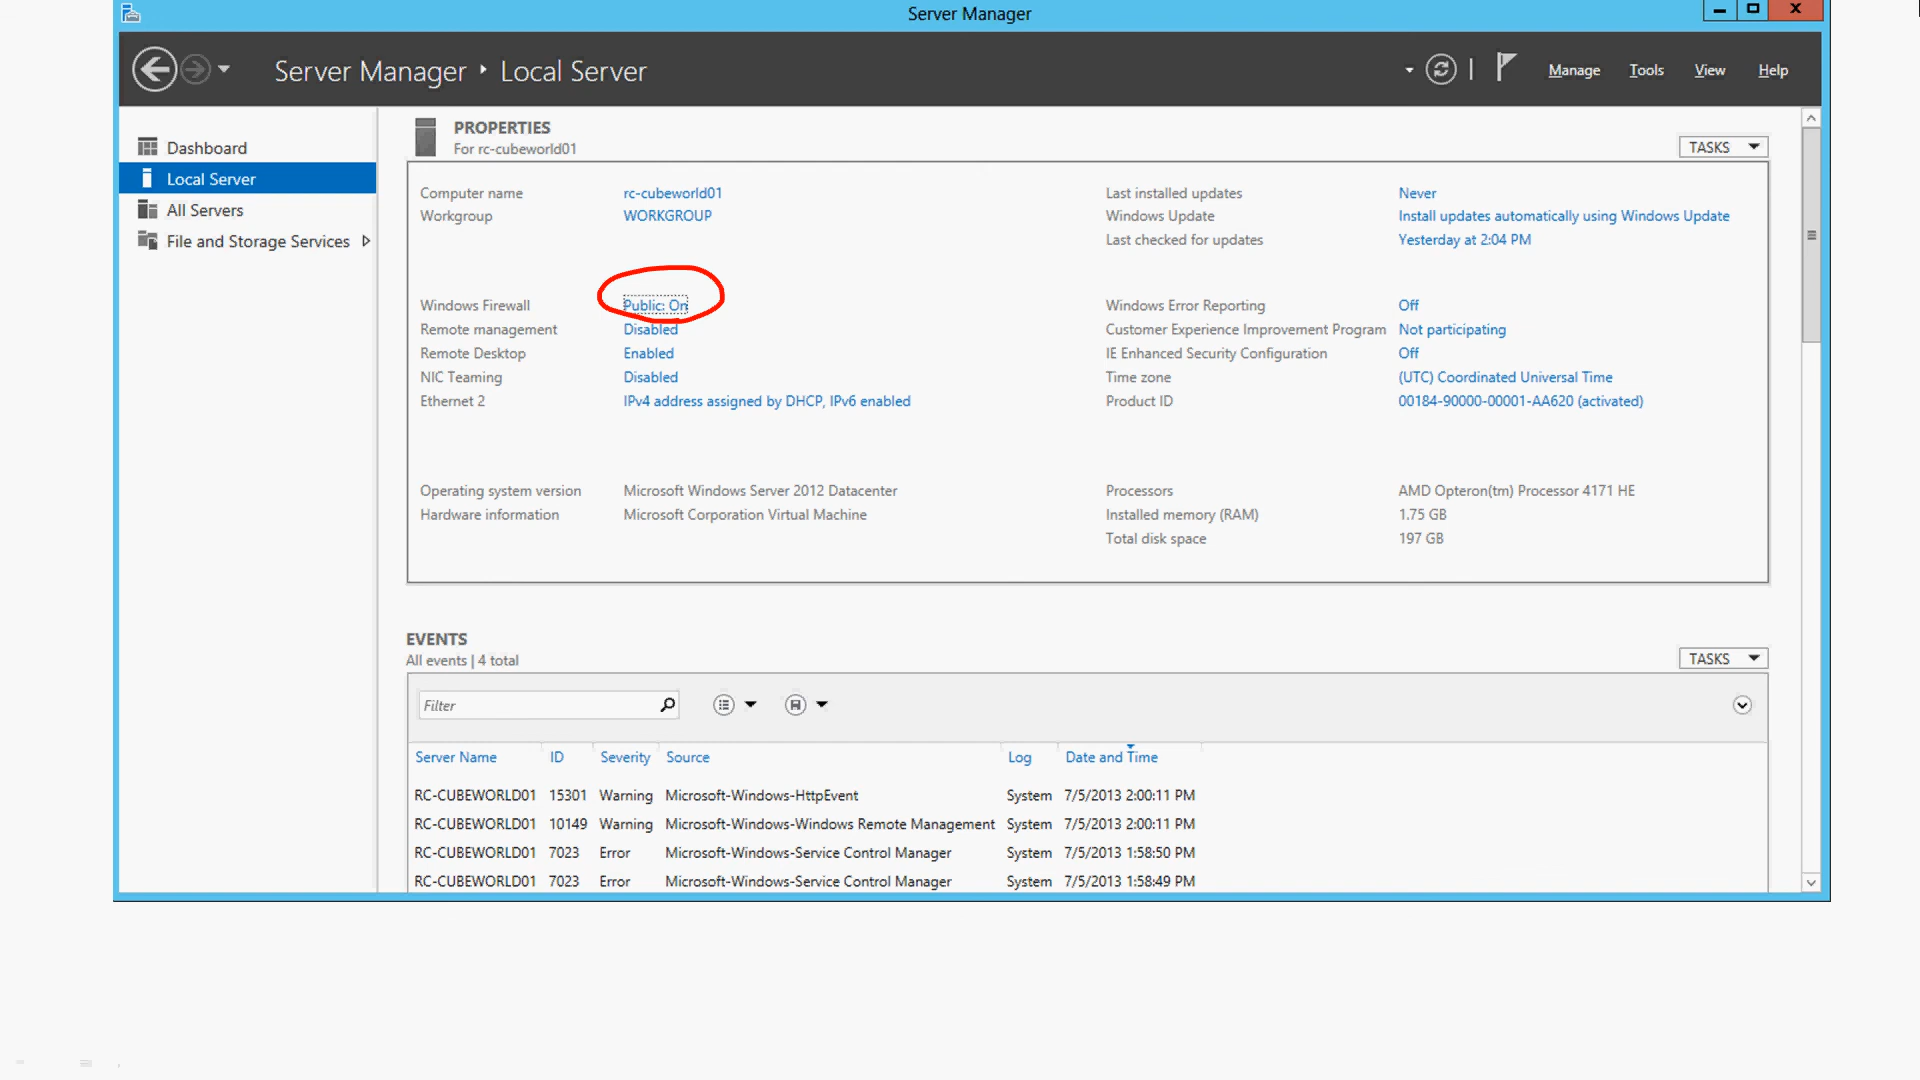 Server Manager
Server Manager ‣ Local Server
Manage Tools View Help
Dashboard
Local Server
All Servers
File and Storage Services
PROPERTIES
For rc-cubeworld01
TASKS
Computer name rc-cubeworld01
Workgroup WORKGROUP
Last installed updates Never
Windows Update Install updates automatically using Windows Update
Last checked for updates Yesterday at 2:04 PM
Windows Firewall Public: On
Remote management Disabled
Remote Desktop Enabled
NIC Teaming Disabled
Ethernet 2 IPv4 address assigned by DHCP, IPv6 enabled
Windows Error Reporting Off
Customer Experience Improvement Program Not participating
IE Enhanced Security Configuration Off
Time zone (UTC) Coordinated Universal Time
Product ID 00184-90000-00001-AA620 (activated)
Operating system version Microsoft Windows Server 2012 Datacenter
Hardware information Microsoft Corporation Virtual Machine
Processors AMD Opteron(tm) Processor 4171 HE
Installed memory (RAM) 1.75 GB
Total disk space 197 GB
EVENTS
All events | 4 total
TASKS
Filter
Server Name ID Severity Source Log Date and Time
RC-CUBEWORLD01 15301 Warning Microsoft-Windows-HttpEvent System 7/5/2013 2:00:11 PM
RC-CUBEWORLD01 10149 Warning Microsoft-Windows-Windows Remote Management System 7/5/2013 2:00:11 PM
RC-CUBEWORLD01 7023 Error Microsoft-Windows-Service Control Manager System 7/5/2013 1:58:50 PM
RC-CUBEWORLD01 7023 Error Microsoft-Windows-Service Control Manager System 7/5/2013 1:58:49 PM